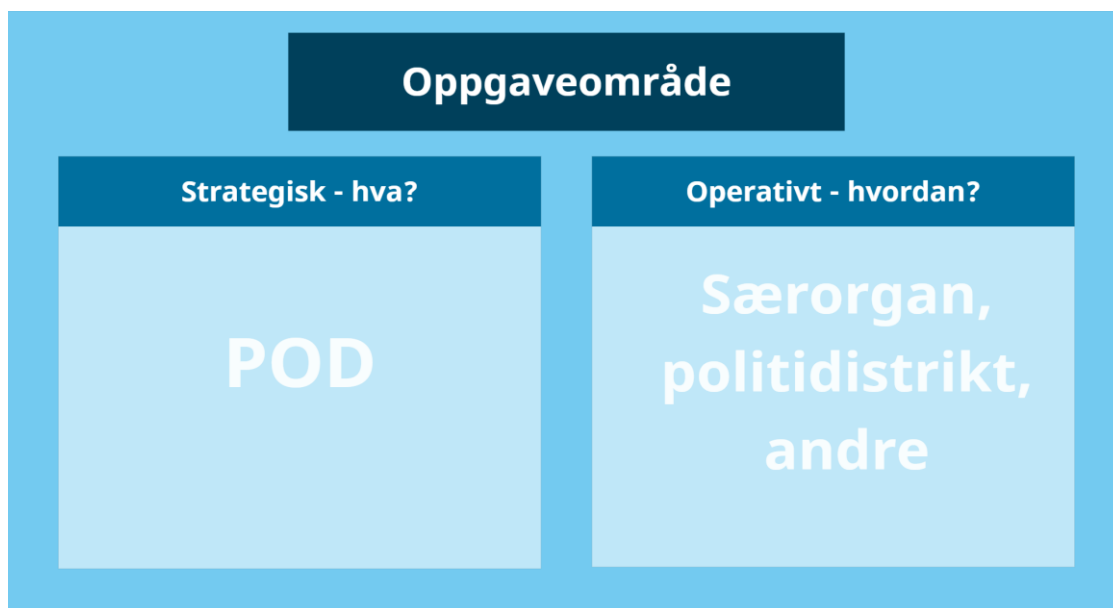 Oppgaveområde
Strategisk - hva?
POD
Operativt - hvordan?
Særorgan,
politidistrikt,
andre